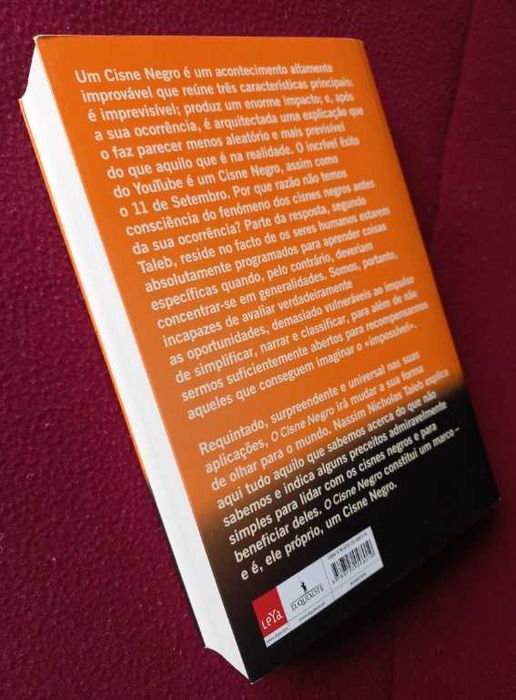 Um Cisne Negro é um acontecimento altamente
improvável que reúne três características principais:
é imprevisível; produz um enorme impacto; e, após
a sua ocorrência, é arquitectada uma explicação que
o faz parecer menos aleatório e mais previsível
do que aquilo que é na realidade. O incrível êxito
do YouTube é um Cisne Negro, assim como
o 11 de Setembro. Por que razão não temos
consciência do fenómeno dos cisnes negros antes
da sua ocorrência? Parte da resposta, segundo
Taleb, reside no facto de os seres humanos estarem
absolutamente programados para aprender coisas
específicas quando, pelo contrário, deveriam
concentrar-se em generalidades. Somos, portanto,
incapazes de avaliar verdadeiramente
as oportunidades, demasiado vulneráveis ao impulso
de simplificar, narrar e classificar, para além de não
sermos suficientemente abertos para recompensarmos
aqueles que conseguem imaginar o «impossível».
Requintado, surpreendente e universal nas suas
aplicações, O Cisne Negro irá mudar a sua forma
de olhar para o mundo. Nassim Nicholas Taleb explica
aqui tudo aquilo que sabemos acerca do que não
sabemos e indica alguns preceitos admiravelmente
simples para lidar com os cisnes negros e para
beneficiar deles. O Cisne Negro constitui um marco –
e é, ele próprio, um Cisne Negro.
LeYa
D.QUIXOTE